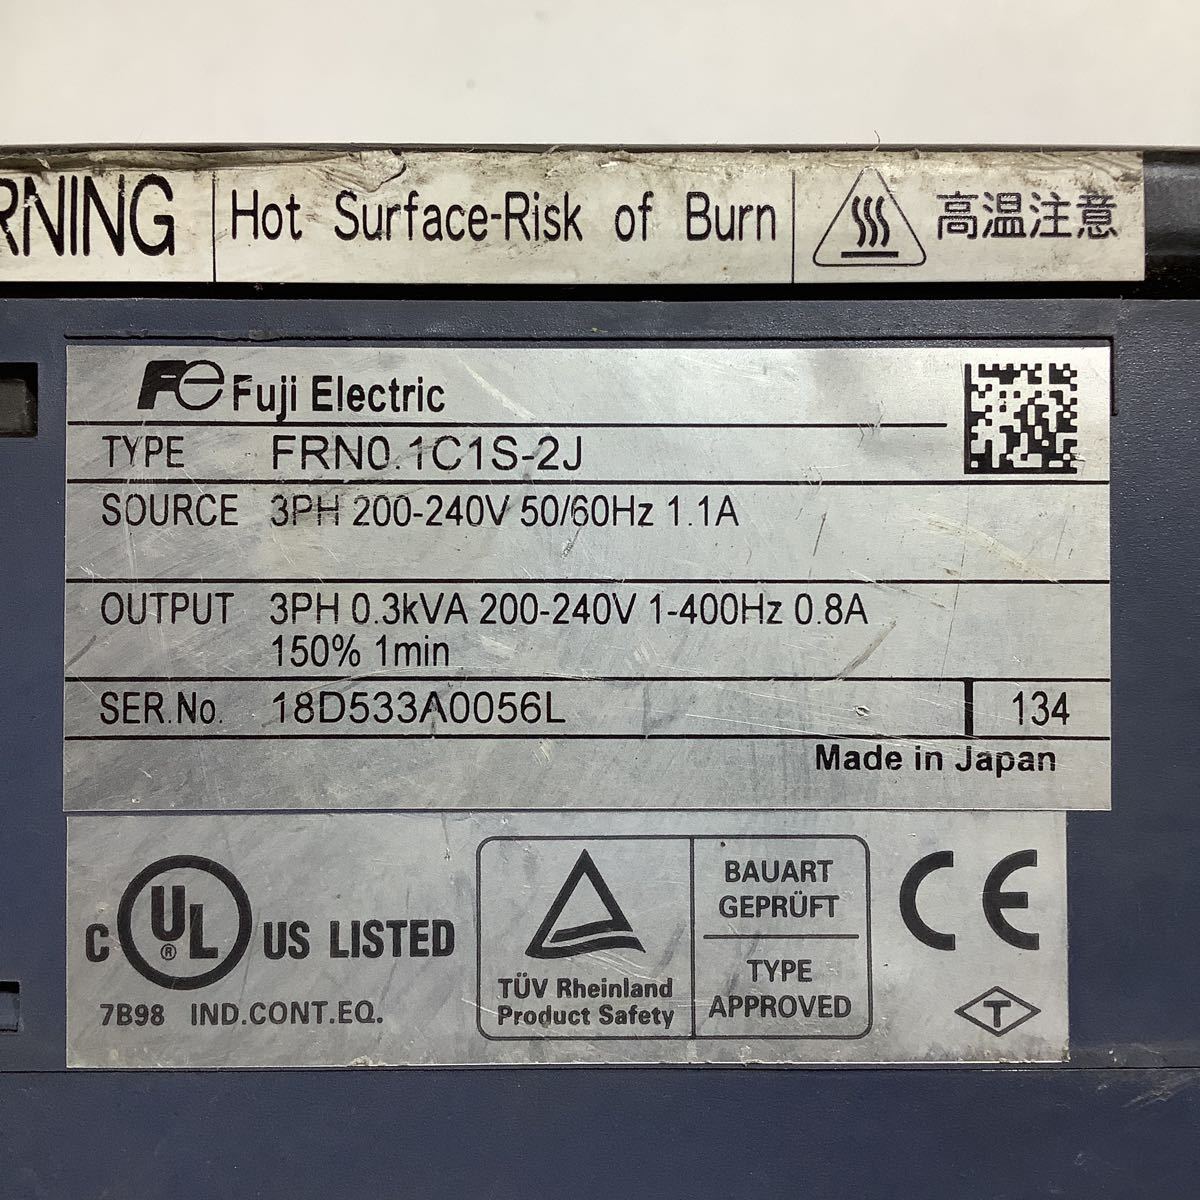 RNING Hot Surface-Risk of Burn 高温注意
Fe Fuji Electric
TYPE FRN0.1C1S-2J
SOURCE 3PH 200-240V 50/60Hz 1.1A
OUTPUT 3PH 0.3kVA 200-240V 1-400Hz 0.8A
150% 1min
SER.No. 18D533A0056L 134
Made in Japan
C UL ® US LISTED
7B98 IND.CONT.EQ.
TÜV Rheinland
Product Safety
BAUART
GEPRÜFT
TYPE
APPROVED
CE
T